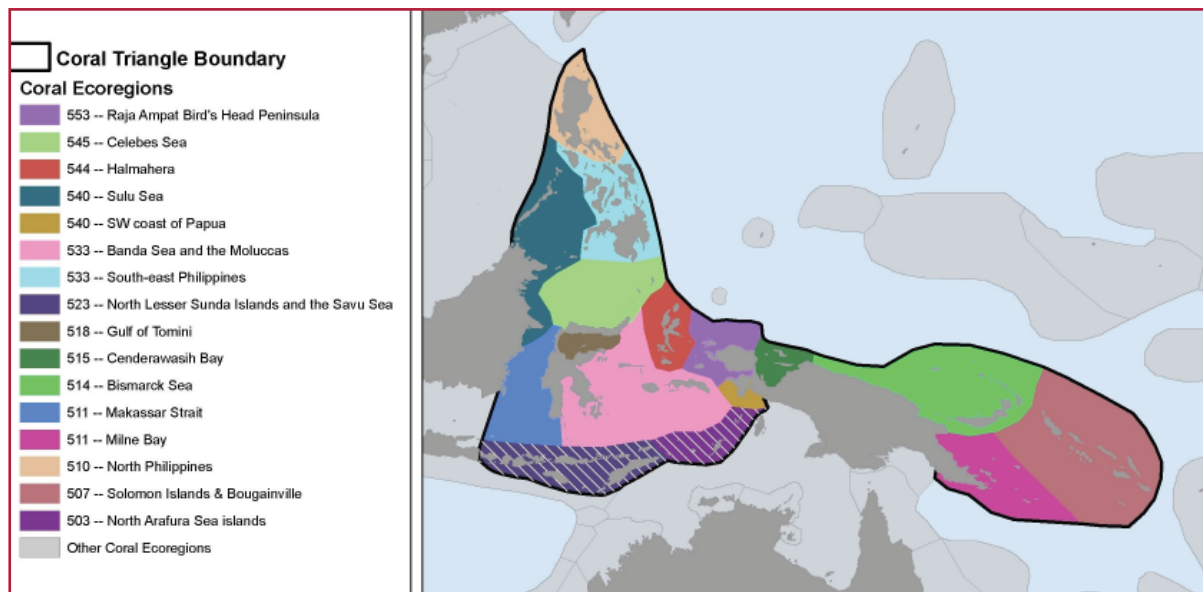 Coral Triangle Boundary
Coral Ecoregions
553 -- Raja Ampat Bird's Head Peninsula
545 -- Celebes Sea
544 -- Halmahera
540 -- Sulu Sea
540 -- SW coast of Papua
533 -- Banda Sea and the Moluccas
533 -- South-east Philippines
523 -- North Lesser Sunda Islands and the Savu Sea
518 -- Gulf of Tomini
515 -- Cenderawasih Bay
514 -- Bismarck Sea
511 -- Makassar Strait
511 -- Milne Bay
510 -- North Philippines
507 -- Solomon Islands & Bougainville
503 -- North Arafura Sea islands
Other Coral Ecoregions